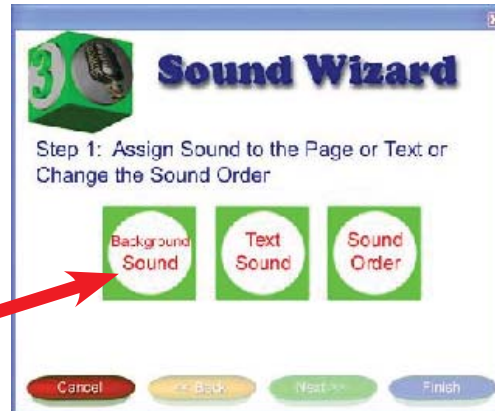 3
Sound Wizard
Step 1: Assign Sound to the Page or Text or
Change the Sound Order
Background
Sound
Text
Sound
Sound
Order
Cancel
<< Back
Next >>
Finish